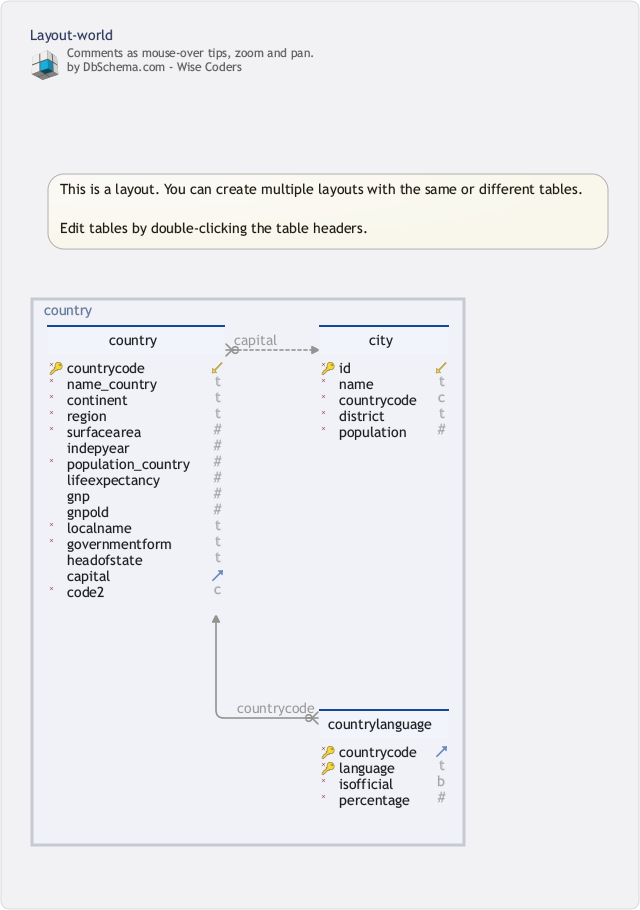 Layout-world
Comments as mouse-over tips, zoom and pan.
by DbSchema.com - Wise Coders
This is a layout. You can create multiple layouts with the same or different tables.
Edit tables by double-clicking the table headers.
country
country
countrycode
name_country t
continent t
region t
surfacearea #
indepyear #
population_country #
lifeexpectancy #
gnp #
gnpold #
localname t
governmentform t
headofstate t
capital
code2 c
capital
city
id
name t
countrycode c
district t
population #
countrycode
countrylanguage
countrycode
language t
isofficial b
percentage #